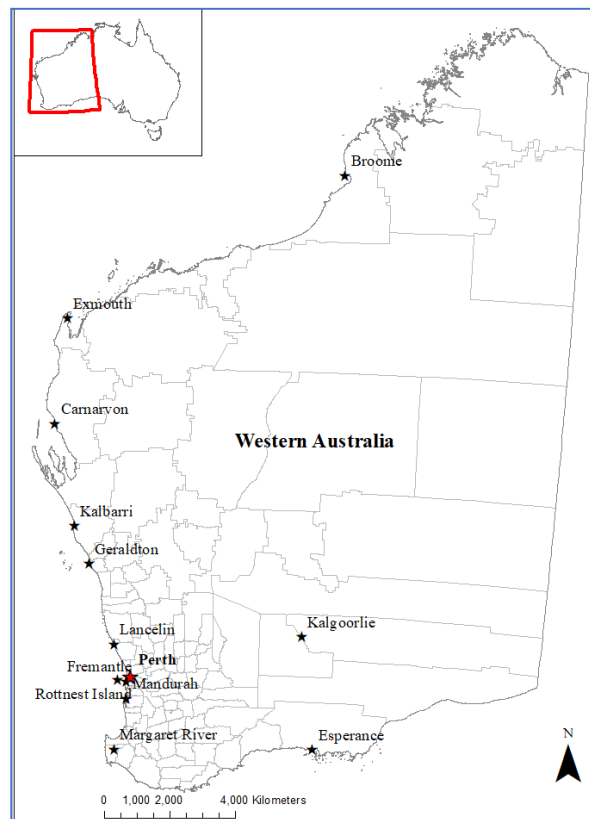 Broome
Exmouth
Carnarvon
Western Australia
Kalbarri
Geraldton
Lancelin
Kalgoorlie
Perth
Fremantle
Mandurah
Rottnest Island
Margaret River
Esperance
N
0 1,000 2,000 4,000 Kilometers